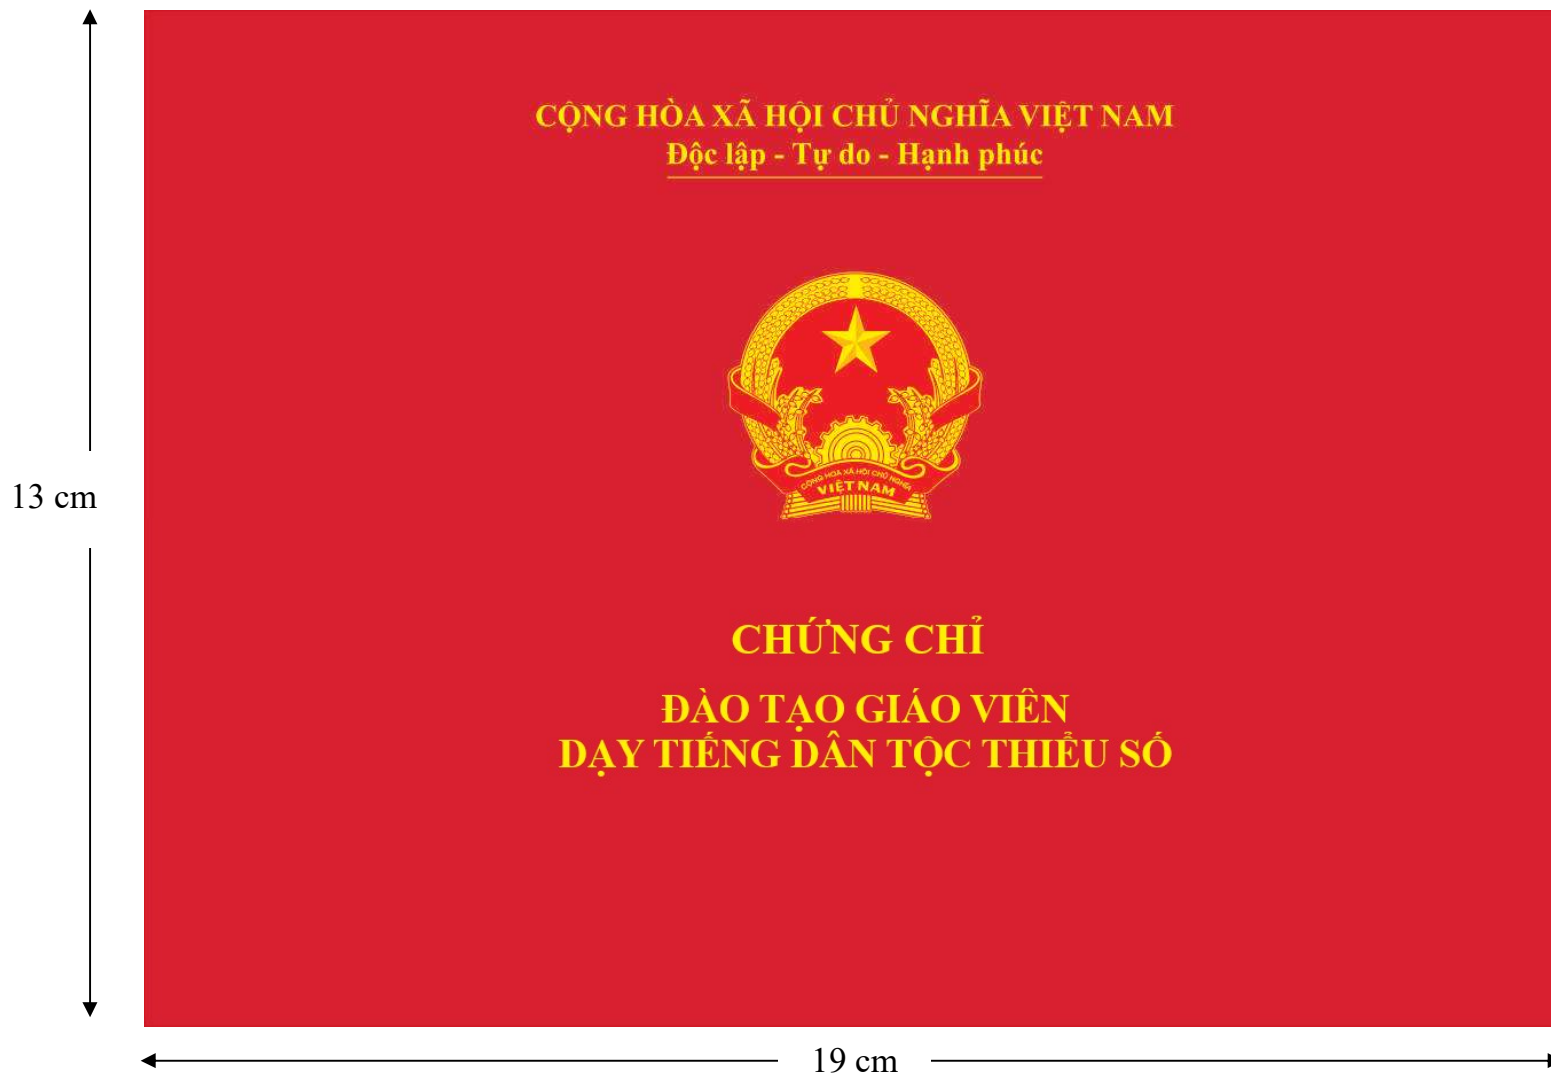 CỘNG HÒA XÃ HỘI CHỦ NGHĨA VIỆT NAM
Độc lập - Tự do - Hạnh phúc
CỘNG HÒA XÃ HỘI CHỦ NGHĨA
VIỆT NAM
13 cm
CHỨNG CHỈ
ĐÀO TẠO GIÁO VIÊN
DẠY TIẾNG DÂN TỘC THIỂU SỐ
19 cm